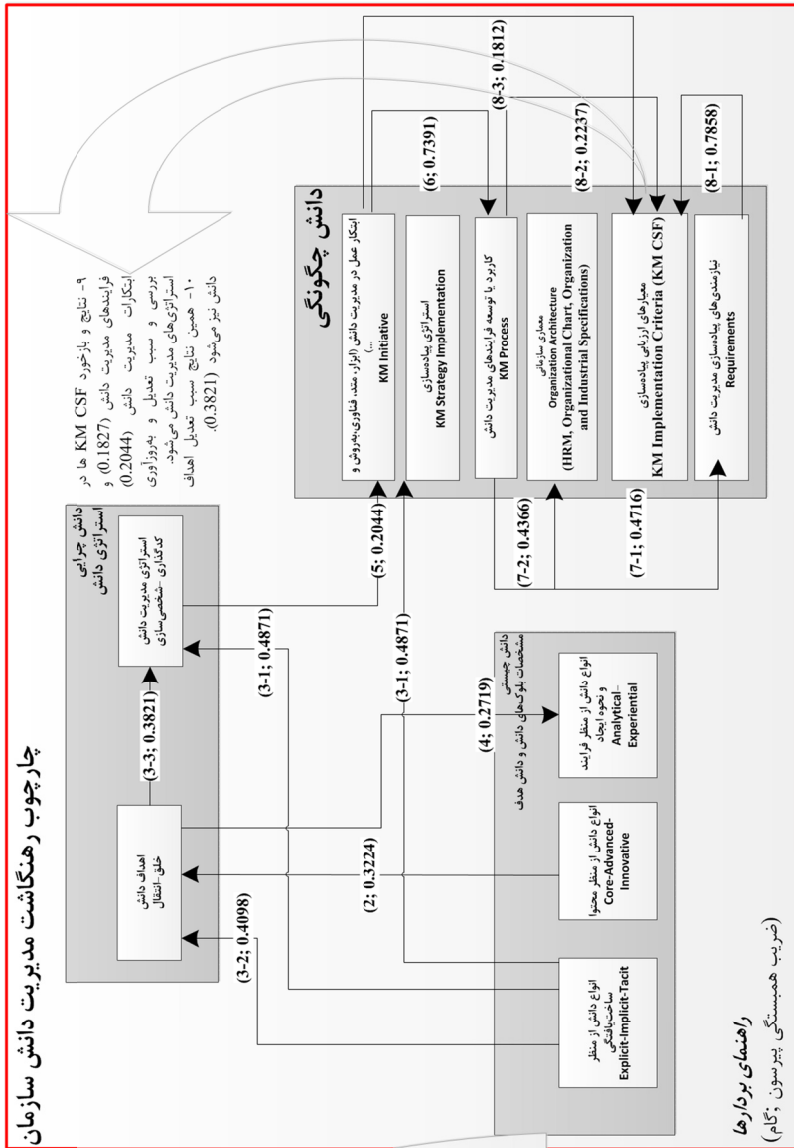 چارچوب رهنگاشت مدیریت دانش سازمان
دانش چرایی
استراتژی دانش
اهداف دانش
خلق-انتقال
(3-3; 0.3821)
استراتژی مدیریت دانش
کدگذاری -شخصی‌سازی
۹- نتایج و بازخورد KM CSF ها در
فرایندهای مدیریت دانش (0.1827) و
ابتکارات مدیریت دانش (0.2044)
بررسی و سبب تعدیل و به‌روزآوری
استراتژی‌های مدیریت دانش می‌شود.
۱۰- همین نتایج سبب تعدیل اهداف
دانش نیز می‌شود (0.3821).
(3-2; 0.4098)
(2; 0.3224)
(3-1; 0.4871)
(4; 0.2719)
(3-1; 0.4871)
(5; 0.2044)
دانش چیستی
مشخصات بلوک‌های دانش و دانش هدف
انواع دانش از منظر
ساخت‌یافتگی
Explicit-Implicit-Tacit
انواع دانش از منظر محتوا
Core-Advanced-
Innovative
انواع دانش از منظر فرایند
و نحوه ایجاد
Analytical–
Experiential
دانش چگونگی
ابتکار عمل در مدیریت دانش (ابزار، متد، فناوری،به‌روش و
...)
KM Initiative
استراتژی پیاده‌سازی
KM Strategy Implementation
کاربرد یا توسعه فرایندهای مدیریت دانش
KM Process
معماری سازمانی
Organization Architecture
(HRM, Organizational Chart, Organization
and Industrial Specifications)
معیارهای ارزیابی پیاده‌سازی
KM Implementation Criteria (KM CSF)
نیازمندی‌های پیاده‌سازی مدیریت دانش
Requirements
(6; 0.7391)
(8-3; 0.1812)
(8-2; 0.2237)
(8-1; 0.7858)
(7-2; 0.4366)
(7-1; 0.4716)
راهنمای بردارها
(ضریب همبستگی پیرسون ;گام)